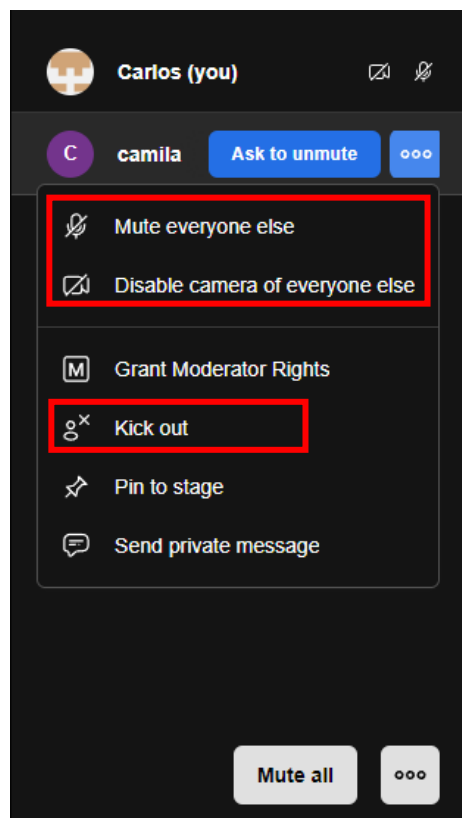 Carlos (you)
C camila Ask to unmute
Mute everyone else
Disable camera of everyone else
M Grant Moderator Rights
Kick out
Pin to stage
Send private message
Mute all